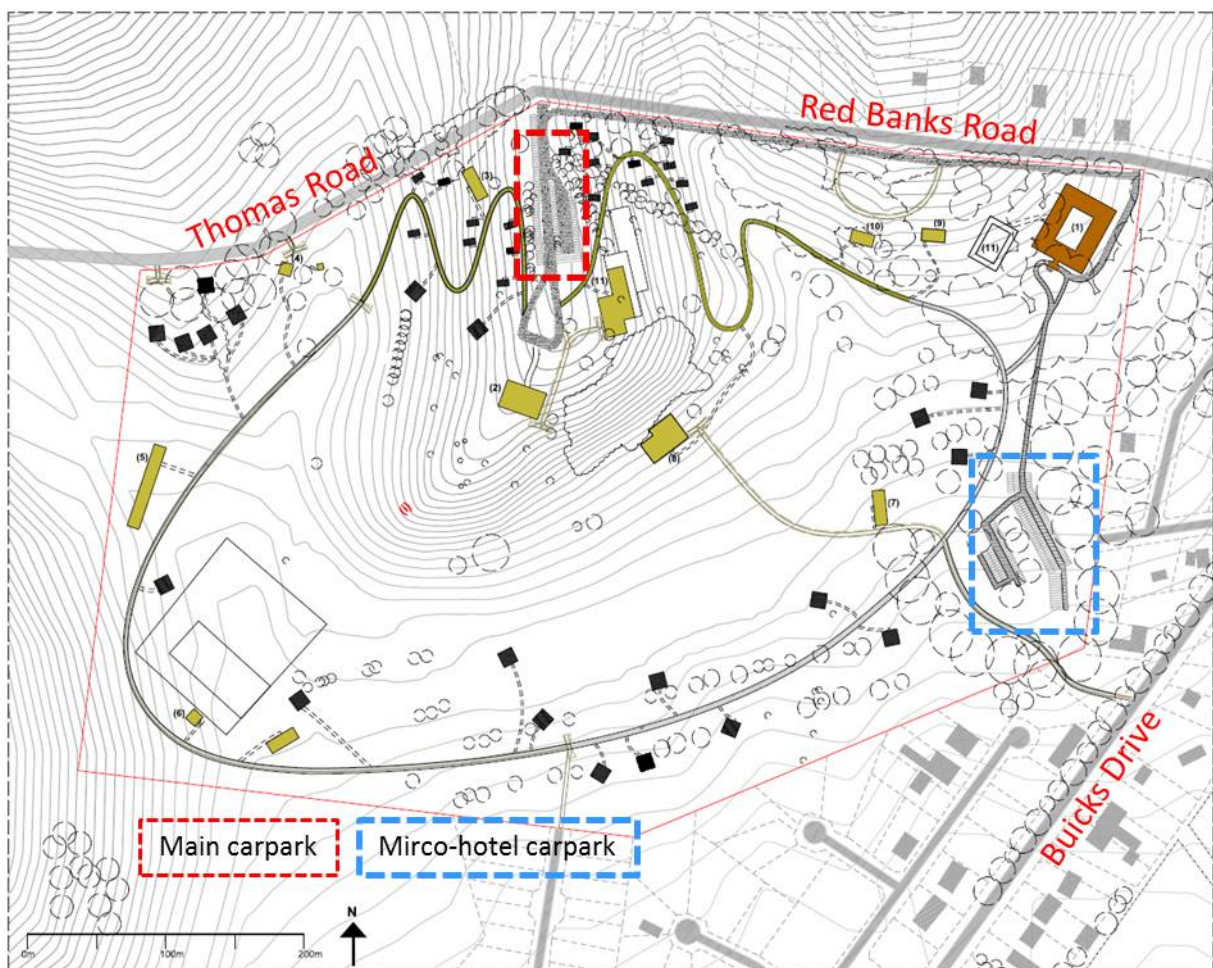 Red Banks Road
Thomas Road
(3)
(1)
(10)
(9)
(11)
(4)
(11)
(2)
(8)
(5)
(7)
(6)
Buicks Drive
Main carpark
Mirco-hotel carpark
N
0m
100m
200m